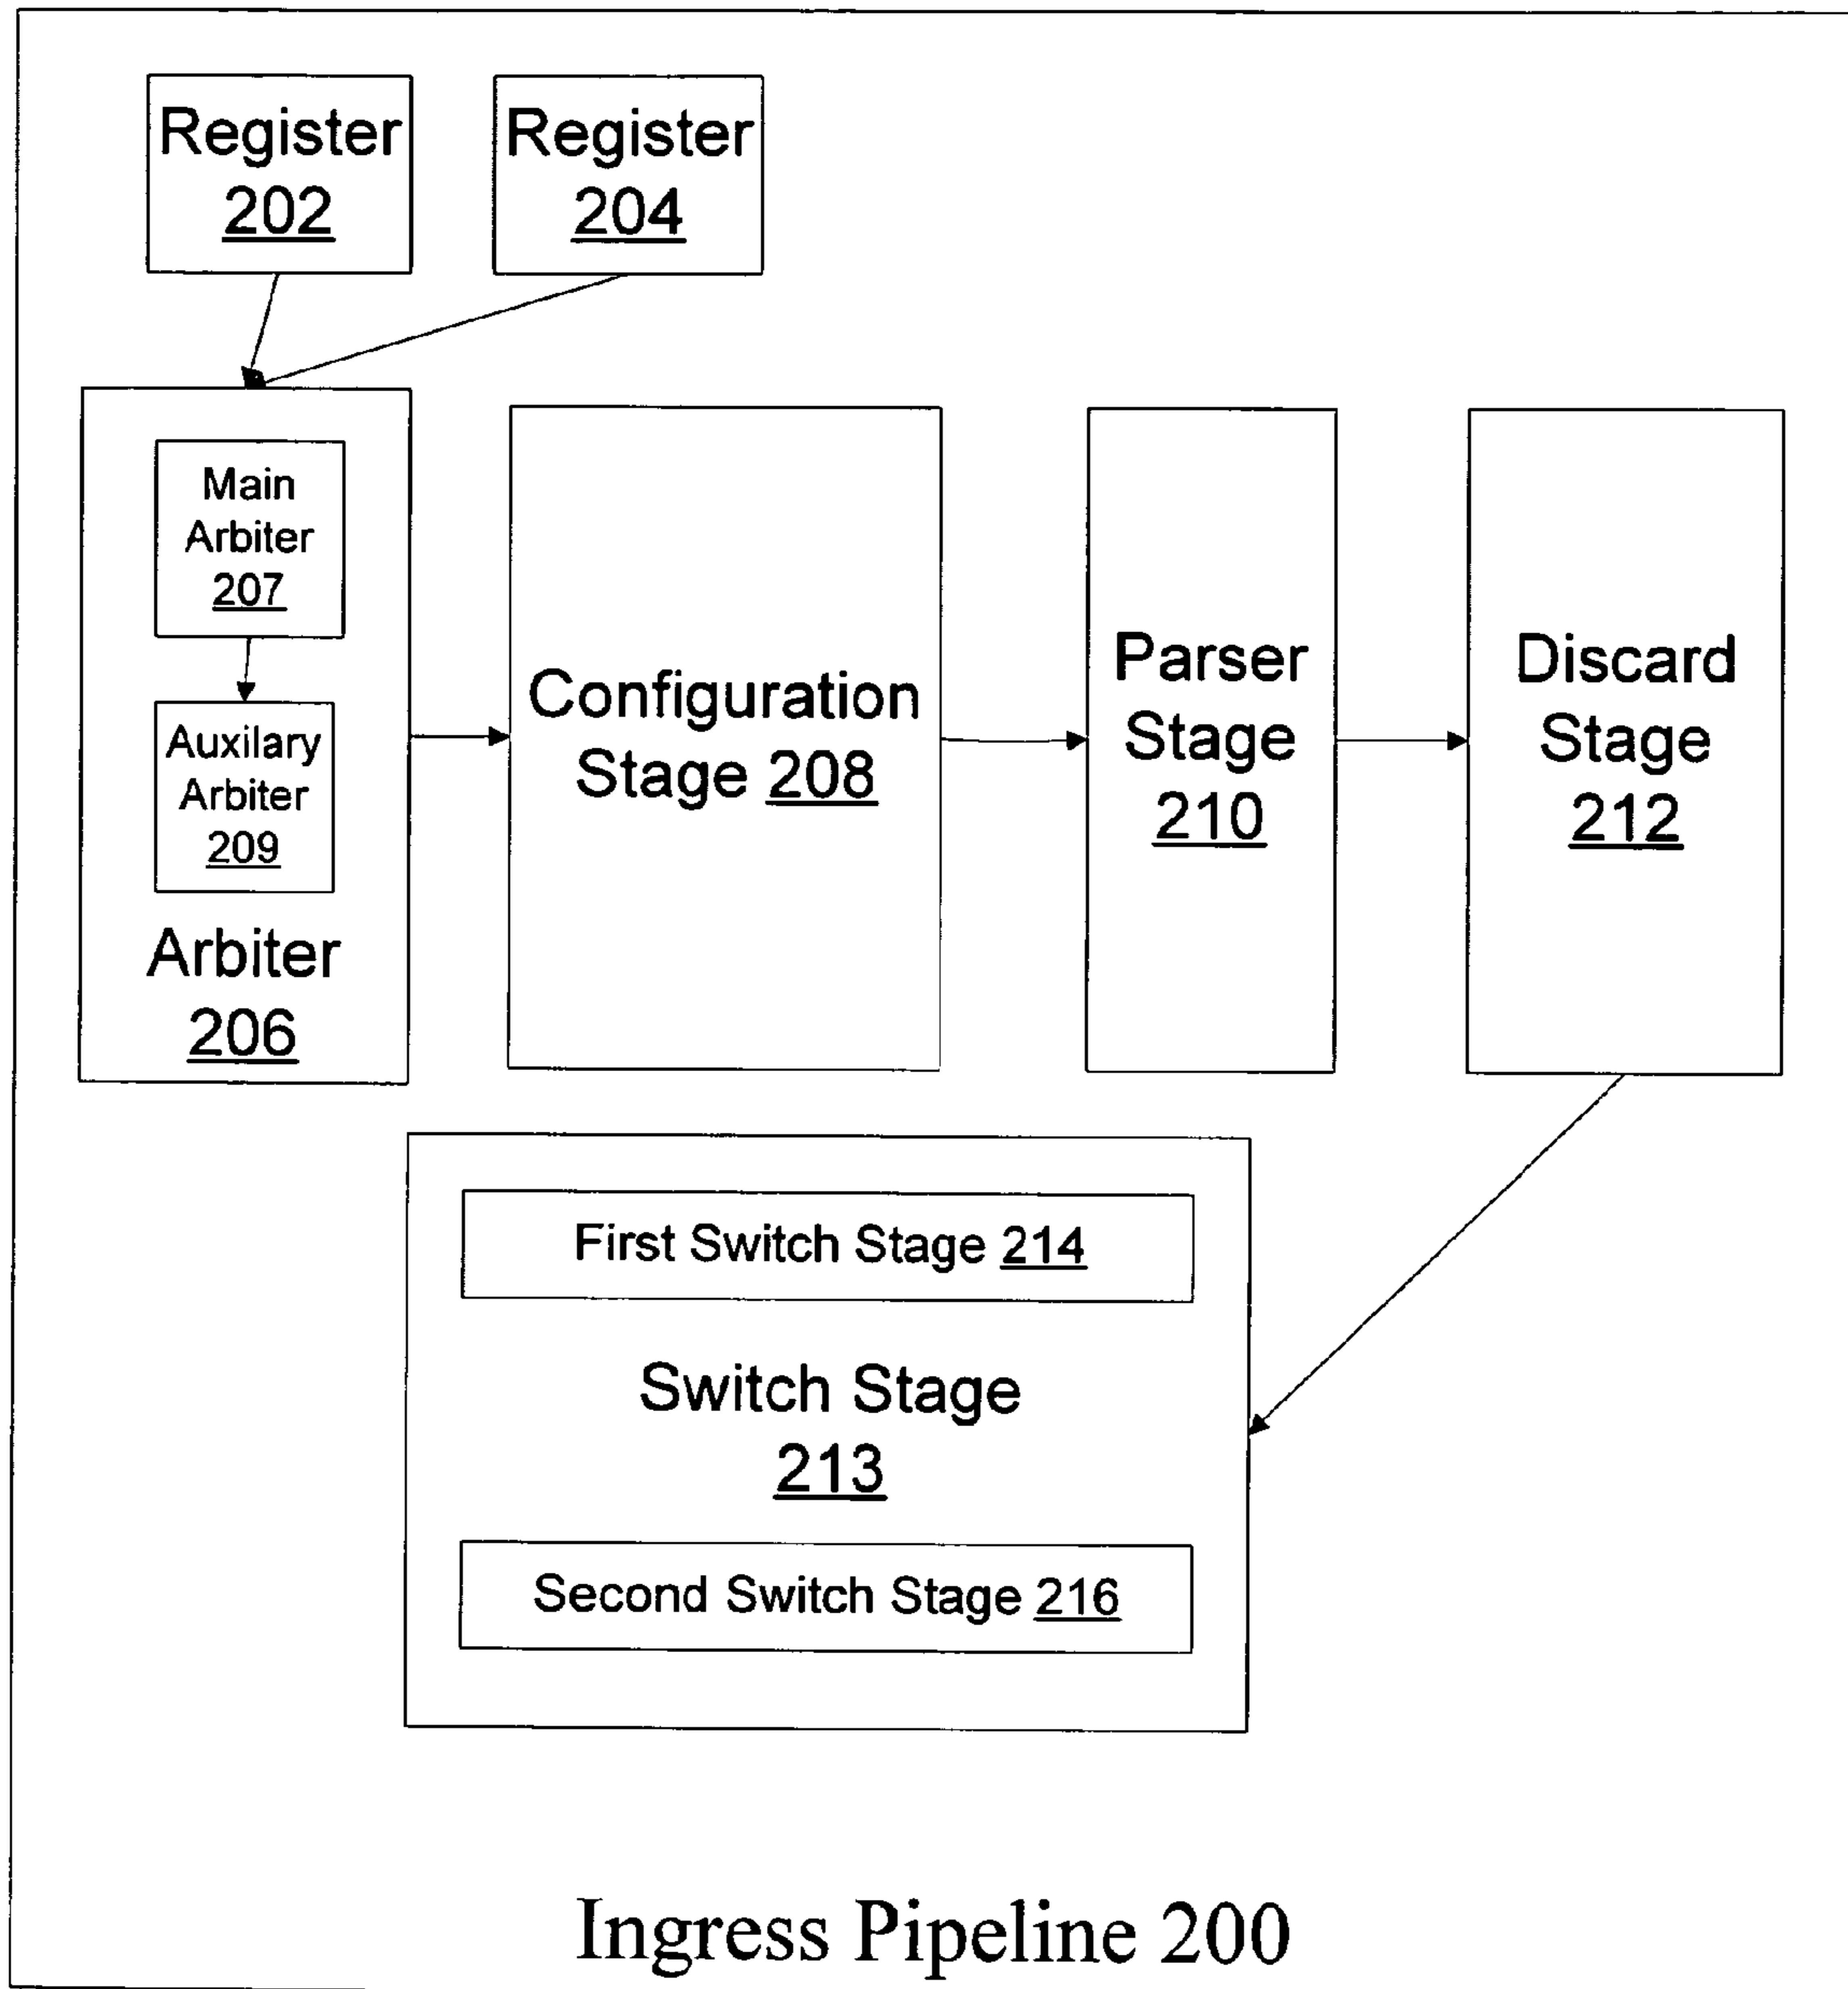 Register
202
Register
204
Main
Arbiter
207
Auxilary
Arbiter
209
Arbiter
206
Configuration
Stage 208
Parser
Stage
210
Discard
Stage
212
First Switch Stage 214
Switch Stage
213
Second Switch Stage 216
Ingress Pipeline 200